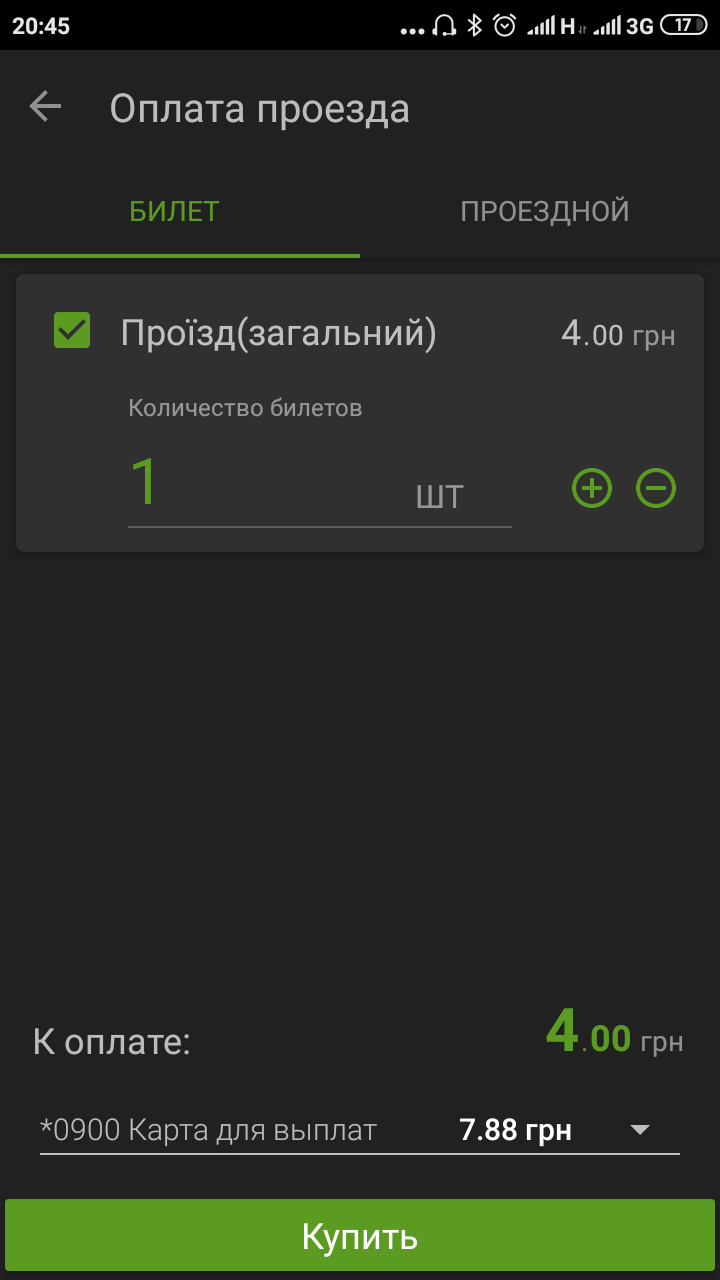 20:45 H 3G 17
Оплата проезда
БИЛЕТ ПРОЕЗДНОЙ
Проїзд(загальний) 4.00 грн
Количество билетов
1 шт
К оплате: 4.00 грн
*0900 Карта для выплат 7.88 грн
Купить